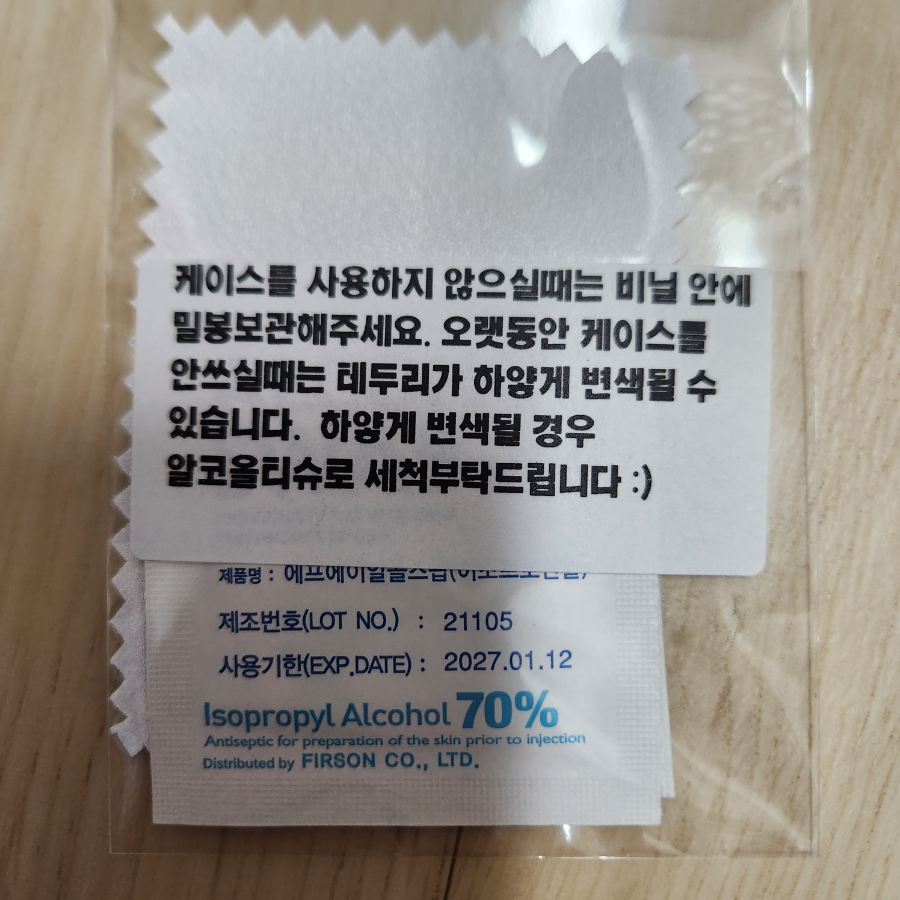 케이스를 사용하지 않으실때는 비닐 안에
밀봉보관해주세요. 오랫동안 케이스를
안쓰실때는 테두리가 하얗게 변색될 수
있습니다. 하얗게 변색될 경우
알코올티슈로 세척부탁드립니다 :)
제품명 :
제조번호(LOT NO.) : 21105
사용기한(EXP.DATE) : 2027.01.12
Isopropyl Alcohol 70%
Antiseptic for preparation of the skin prior to injection
Distributed by FIRSON CO., LTD.